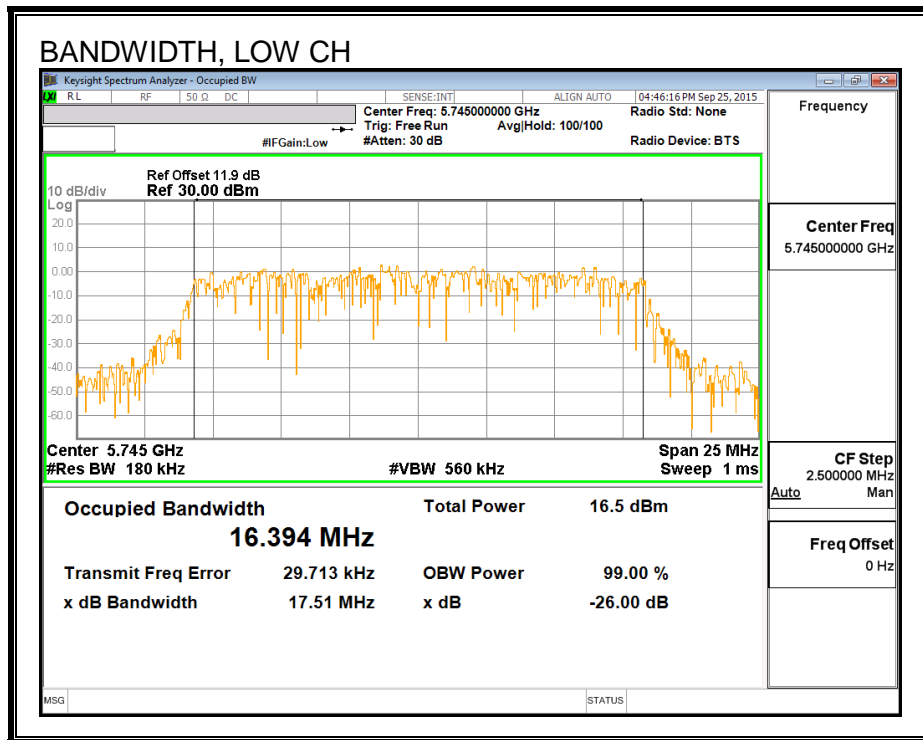 BANDWIDTH, LOW CH
Keysight Spectrum Analyzer - Occupied BW
LXI RL RF 50 Ω DC SENSE:INT ALIGN AUTO 04:46:16 PM Sep 25, 2015
Center Freq: 5.745000000 GHz Radio Std: None
Trig: Free Run Avg|Hold: 100/100
#IFGain:Low #Atten: 30 dB Radio Device: BTS
Frequency
Ref Offset 11.9 dB
10 dB/div Ref 30.00 dBm
Log
20.0
10.0
0.00
-10.0
-20.0
-30.0
-40.0
-50.0
-60.0
Center 5.745 GHz Span 25 MHz
#Res BW 180 kHz #VBW 560 kHz Sweep 1 ms
Center Freq
5.745000000 GHz
CF Step
2.500000 MHz
Auto Man
Freq Offset
0 Hz
Occupied Bandwidth Total Power 16.5 dBm
16.394 MHz
Transmit Freq Error 29.713 kHz OBW Power 99.00 %
x dB Bandwidth 17.51 MHz x dB -26.00 dB
MSG STATUS